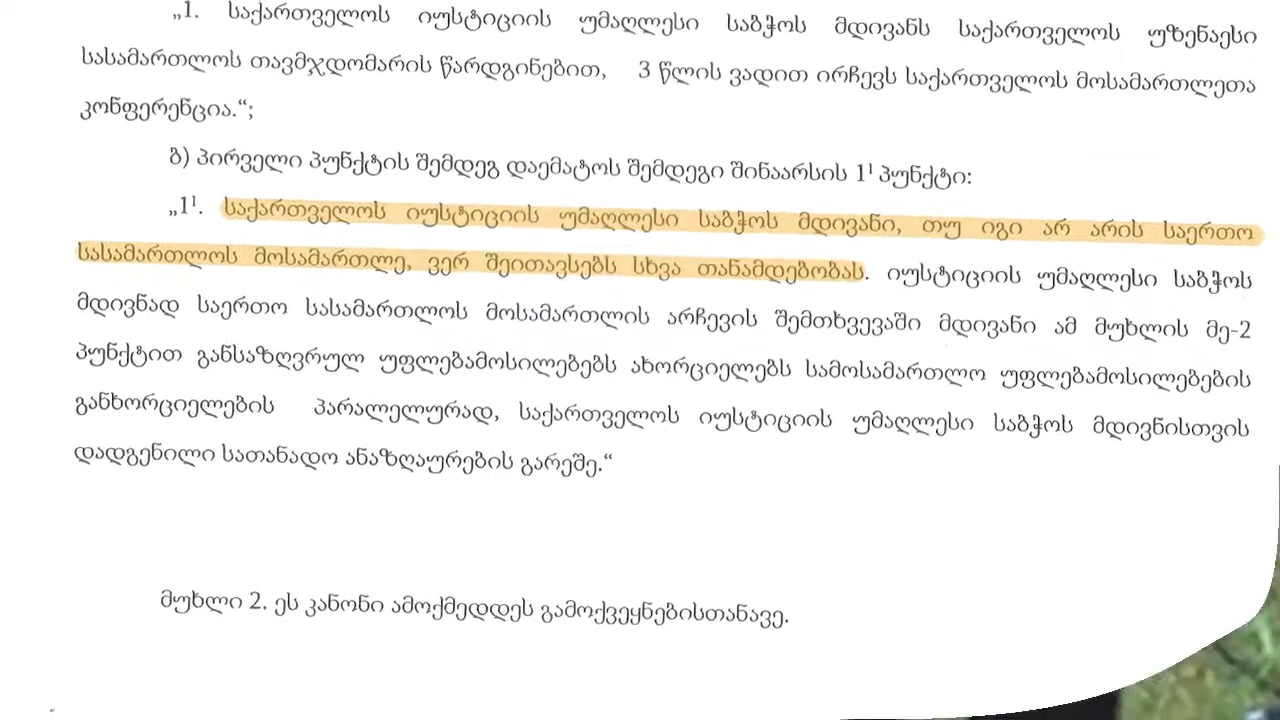 „1. საქართველოს იუსტიციის უმაღლესი საბჭოს მდივანს საქართველოს უზენაესი
სასამართლოს თავმჯდომარის წარდგინებით, 3 წლის ვადით ირჩევს საქართველოს მოსამართლეთა
კონფერენცია.“;
ბ) პირველი პუნქტის შემდეგ დაემატოს შემდეგი შინაარსის 1¹ პუნქტი:
„1¹. საქართველოს იუსტიციის უმაღლესი საბჭოს მდივანი, თუ იგი არ არის საერთო
სასამართლოს მოსამართლე, ვერ შეითავსებს სხვა თანამდებობას. იუსტიციის უმაღლესი საბჭოს
მდივნად საერთო სასამართლოს მოსამართლის არჩევის შემთხვევაში მდივანი ამ მუხლის მე-2
პუნქტით განსაზღვრულ უფლებამოსილებებს ახორციელებს სამოსამართლო უფლებამოსილებების
განხორციელების პარალელურად, საქართველოს იუსტიციის უმაღლესი საბჭოს მდივნისთვის
დადგენილი სათანადო ანაზღაურების გარეშე.“
მუხლი 2. ეს კანონი ამოქმედდეს გამოქვეყნებისთანავე.